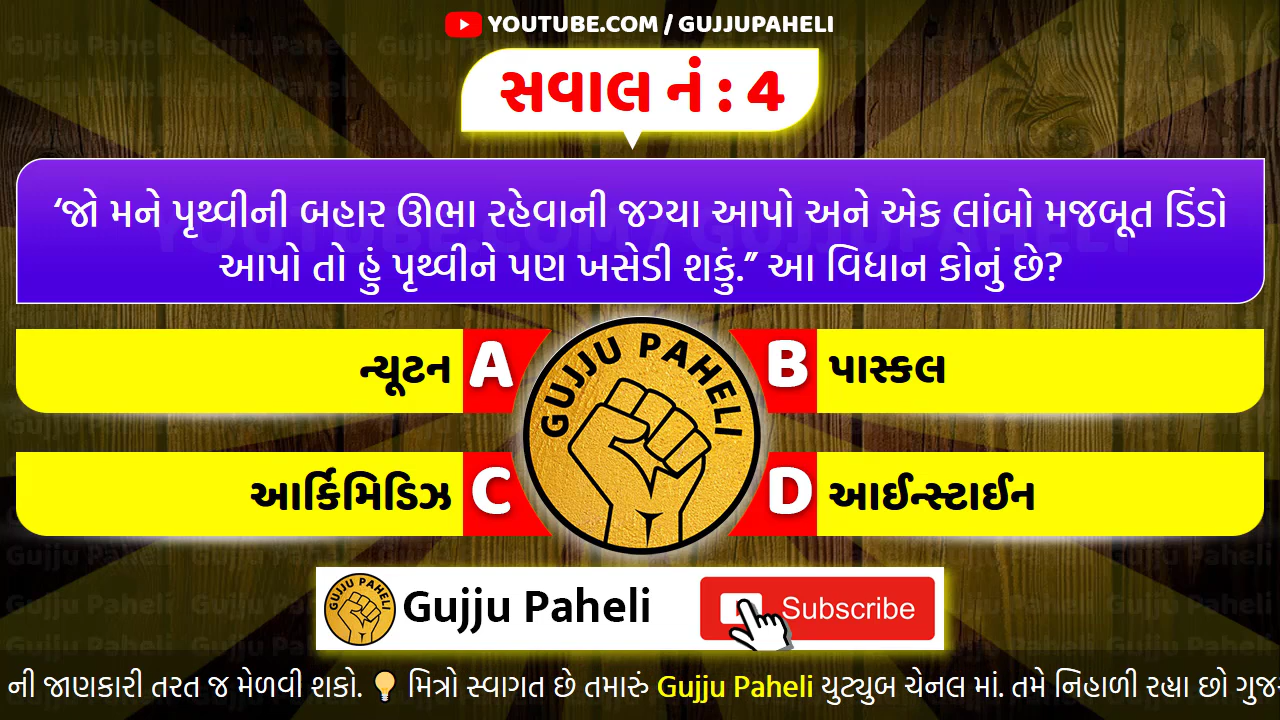 YOUTUBE.COM / GUJJUPAHELI
સવાલ નં : 4
‘જો મને પૃથ્વીની બહાર ઊભા રહેવાની જગ્યા આપો અને એક લાંબો મજબૂત ડિંડો
આપો તો હું પૃથ્વીને પણ ખસેડી શકું.” આ વિધાન કોનું છે?
ન્યૂટન A
B પાસ્કલ
GUJJU PAHELI
આર્કિમિડિઝ C
D આઈન્સ્ટાઈન
GUJJU PAHELI
Gujju Paheli
Subscribe
ની જાણકારી તરત જ મેળવી શકો. મિત્રો સ્વાગત છે તમારું Gujju Paheli યુટ્યુબ ચેનલ માં. તમે નિહાળી રહ્યા છો